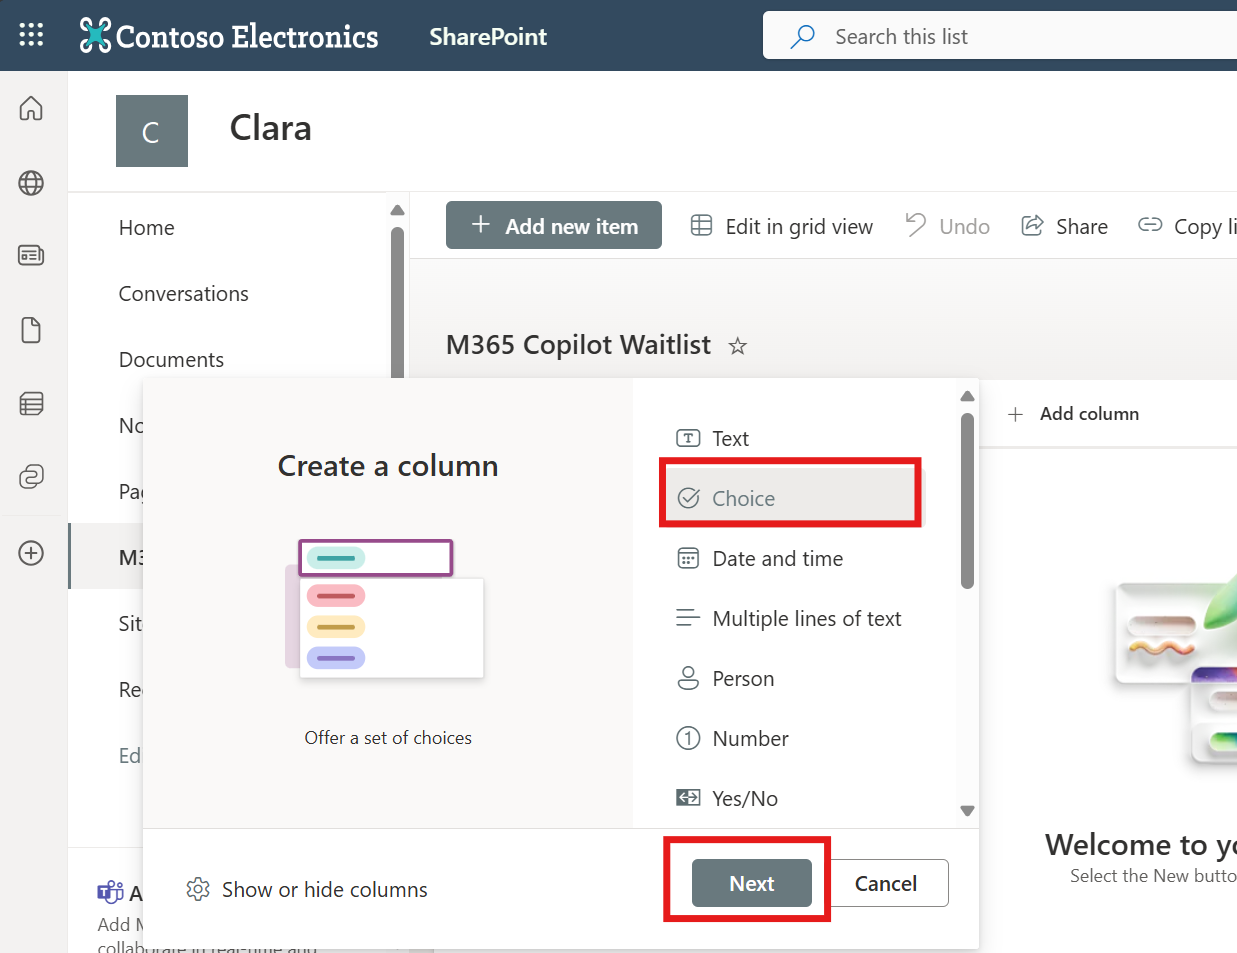 Contoso Electronics SharePoint Search this list
C Clara
Home
Conversations
Documents
No
Pag
M3
Sit
Re
Ed
Add new item Edit in grid view Undo Share Copy li
M365 Copilot Waitlist
Add column
Create a column
Offer a set of choices
Text
Choice
Date and time
Multiple lines of text
Person
Number
Yes/No
Show or hide columns Next Cancel
Welcome to yo
Select the New butto
A
Add M
collaborate in real-time and